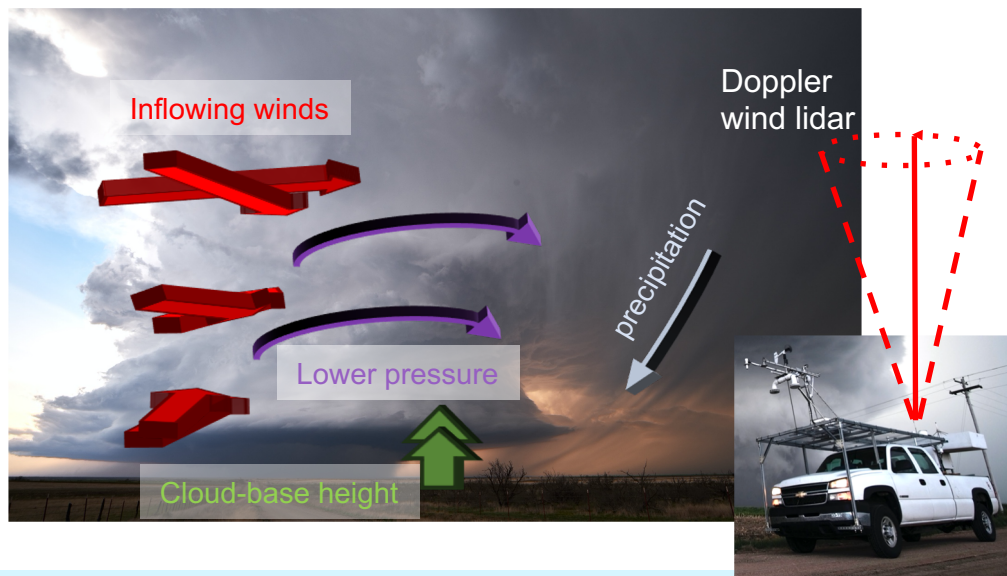 Inflowing winds
Doppler
wind lidar
precipitation
Lower pressure
Cloud-base height